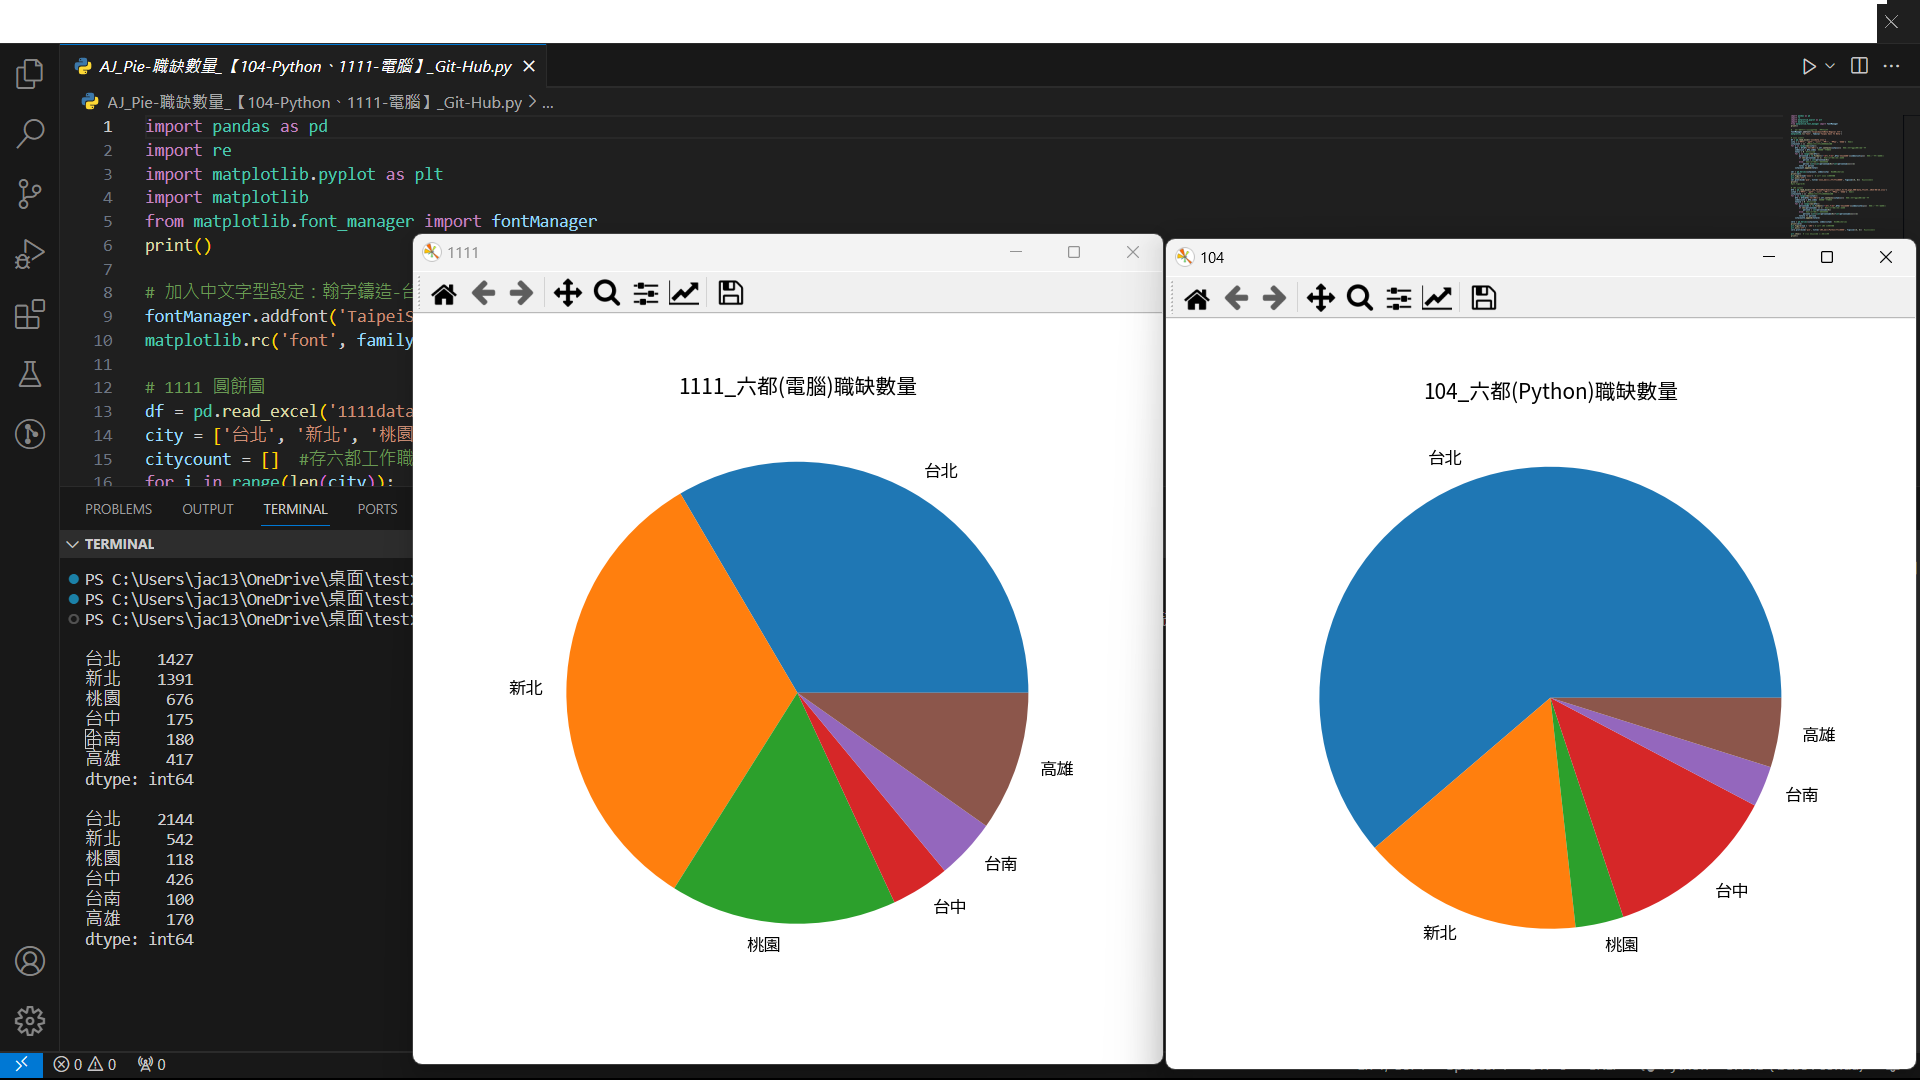 AJ_Pie-職缺數量_【104-Python、1111-電腦】_Git-Hub.py
AJ_Pie-職缺數量_【104-Python、1111-電腦】_Git-Hub.py > ...
1 import pandas as pd
2 import re
3 import matplotlib.pyplot as plt
4 import matplotlib
5 from matplotlib.font_manager import fontManager
6 print()
7
8 # 加入中文字型設定：翰字鑄造-台
9 fontManager.addfont('TaipeiS
10 matplotlib.rc('font', family
11
12 # 1111 圓餅圖
13 df = pd.read_excel('1111data
14 city = ['台北', '新北', '桃園
15 citycount = [] #存六都工作職
16 for i in range(len(city)):
PROBLEMS OUTPUT TERMINAL PORTS
TERMINAL
PS C:\Users\jac13\OneDrive\桌面\test
PS C:\Users\jac13\OneDrive\桌面\test
PS C:\Users\jac13\OneDrive\桌面\test
台北 1427
新北 1391
桃園 676
台中 175
台南 180
高雄 417
dtype: int64
台北 2144
新北 542
桃園 118
台中 426
台南 100
高雄 170
dtype: int64
0 0 0
1111
1111_六都(電腦)職缺數量
台北
新北
高雄
台南
台中
桃園
104
104_六都(Python)職缺數量
台北
高雄
台南
台中
新北
桃園